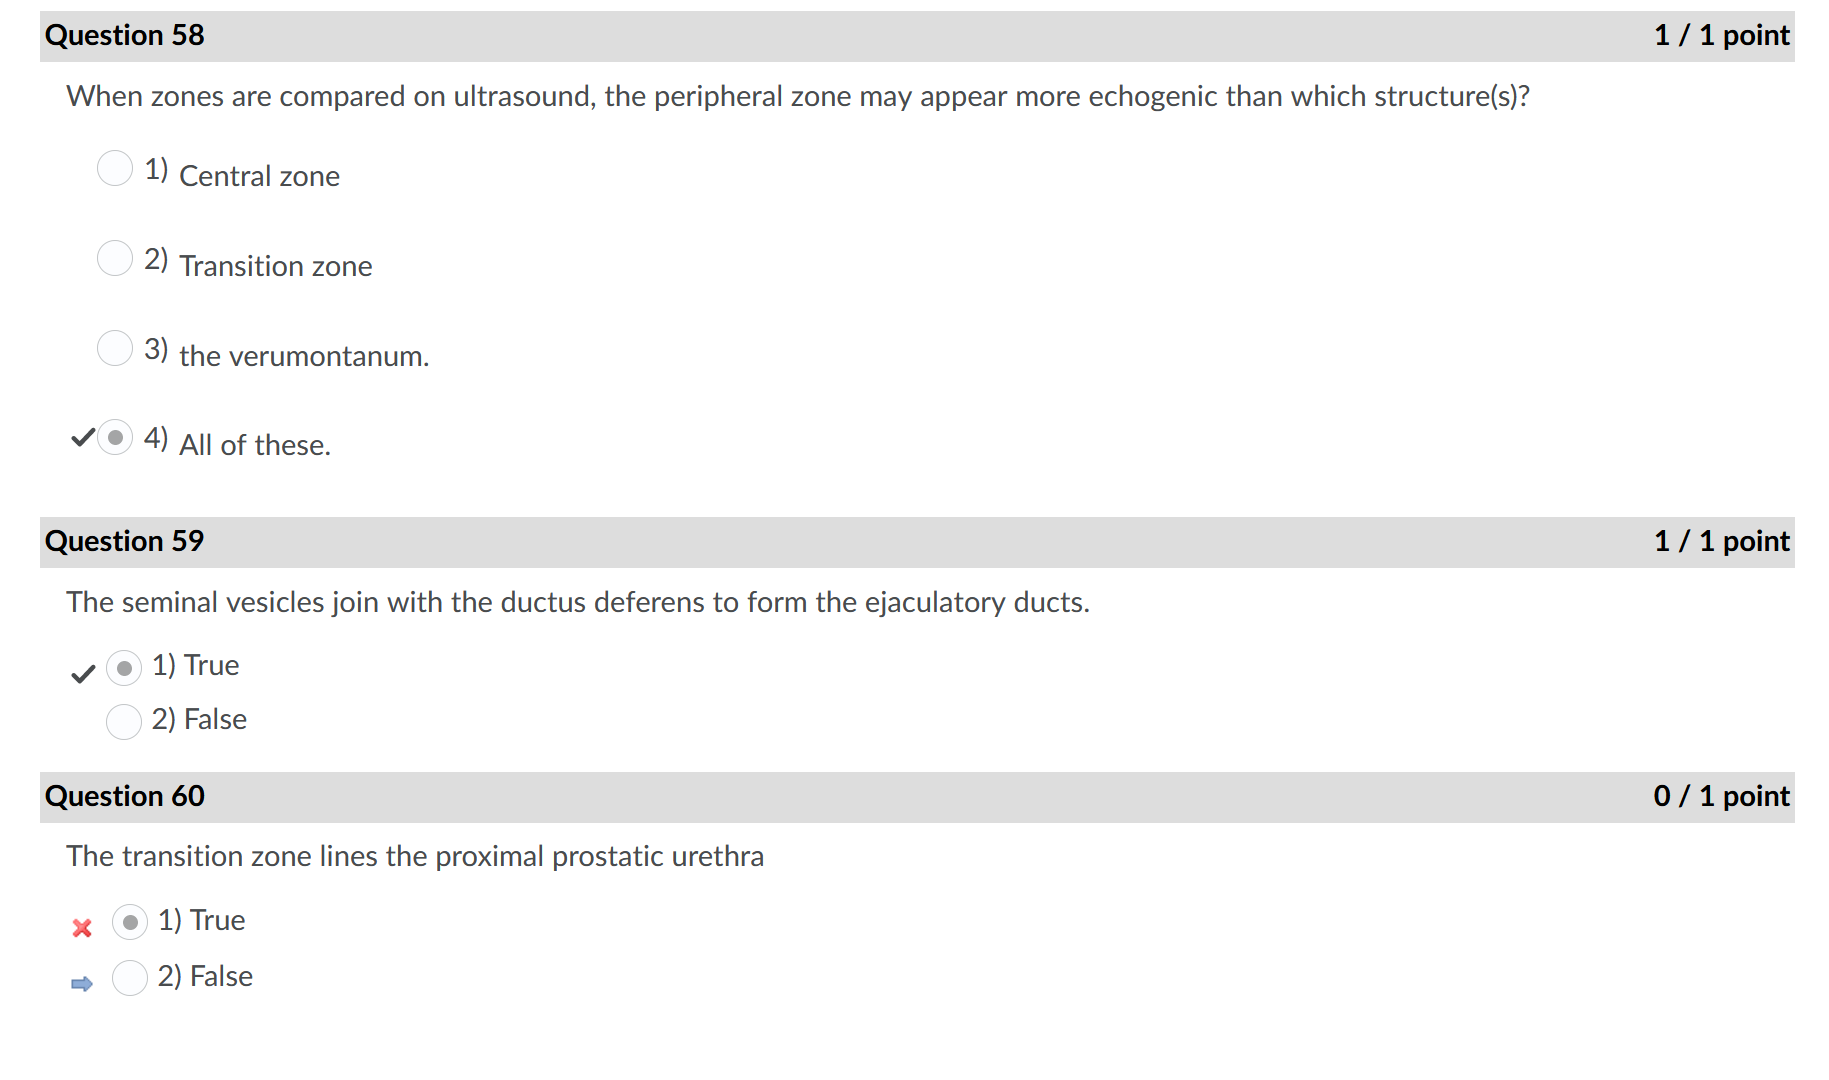 Question 58 1 / 1 point
When zones are compared on ultrasound, the peripheral zone may appear more echogenic than which structure(s)?
1) Central zone
2) Transition zone
3) the verumontanum.
4) All of these.
Question 59 1 / 1 point
The seminal vesicles join with the ductus deferens to form the ejaculatory ducts.
1) True
2) False
Question 60 0 / 1 point
The transition zone lines the proximal prostatic urethra
1) True
2) False